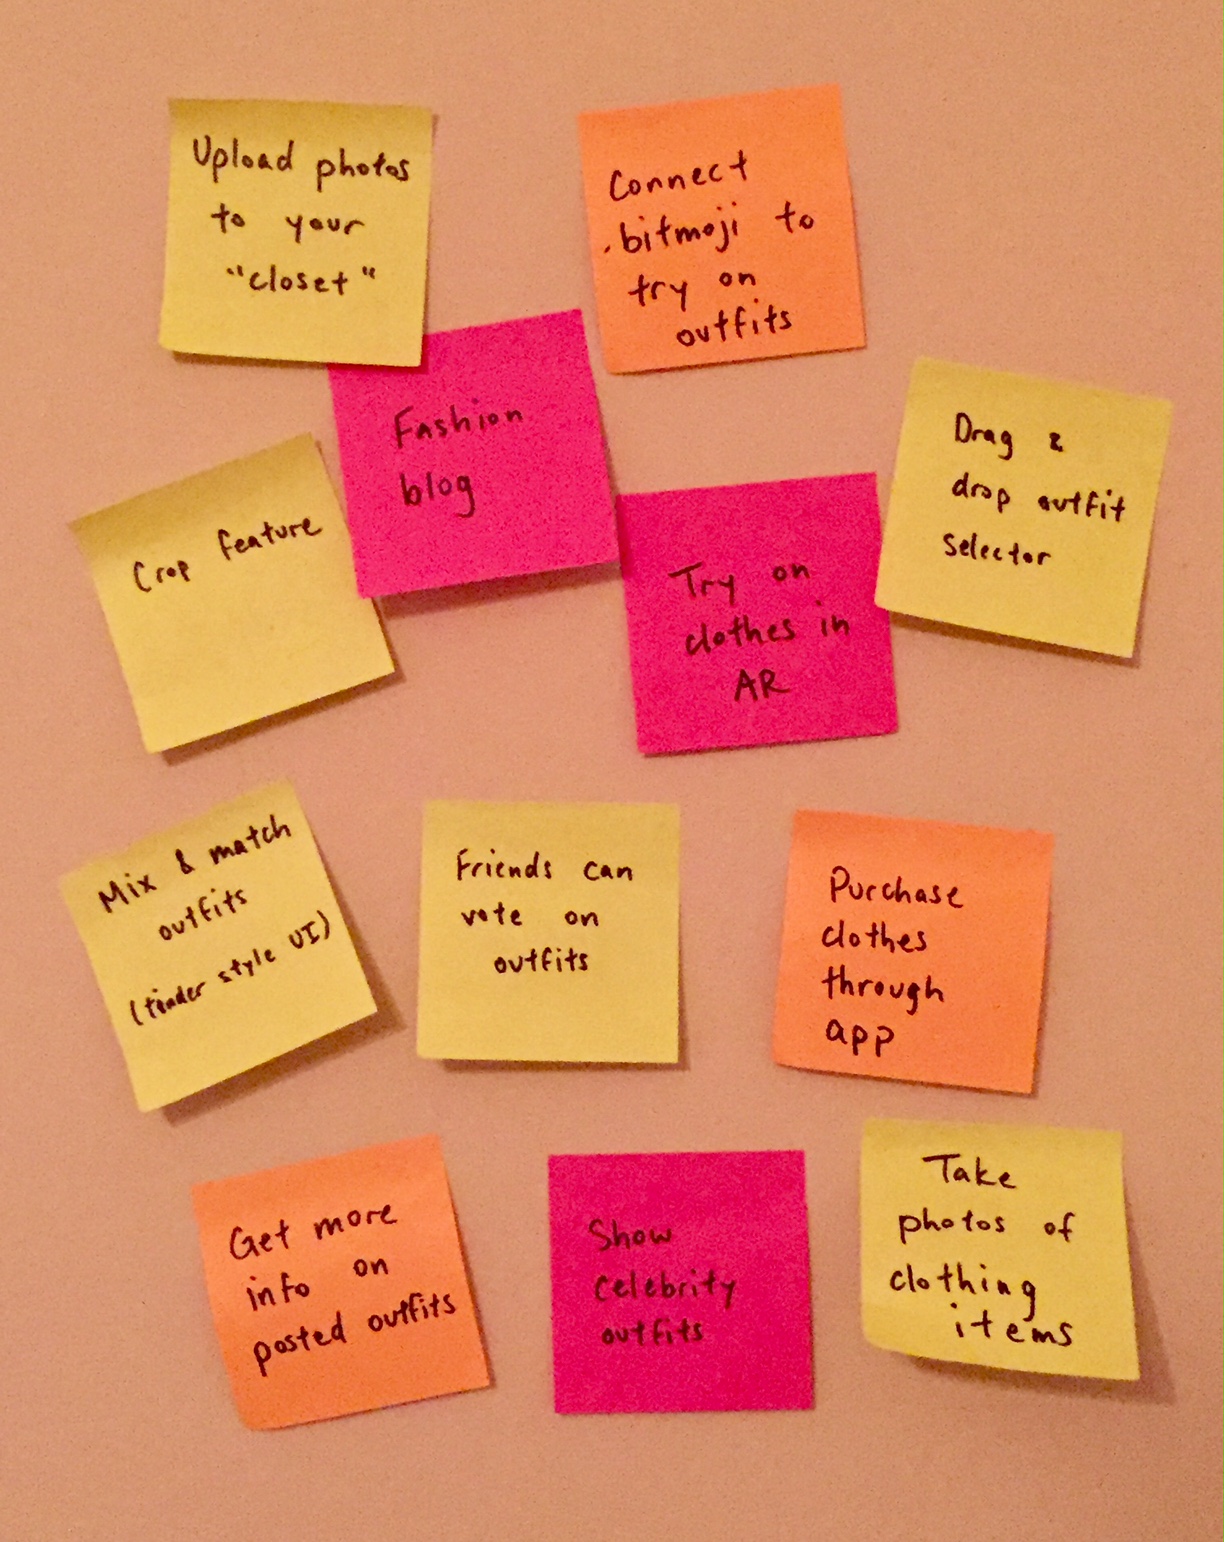 Upload photos
to your
"closet"
Connect
bitmoji to
try on
outfits
Fashion
blog
Drag &
drop outfit
selector
Crop feature
Try on
clothes in
AR
Mix & match
outfits
(tinder style UI)
Friends can
vote on
outfits
Purchase
clothes
through
app
Get more
info on
posted outfits
Show
celebrity
outfits
Take
photos of
clothing
items